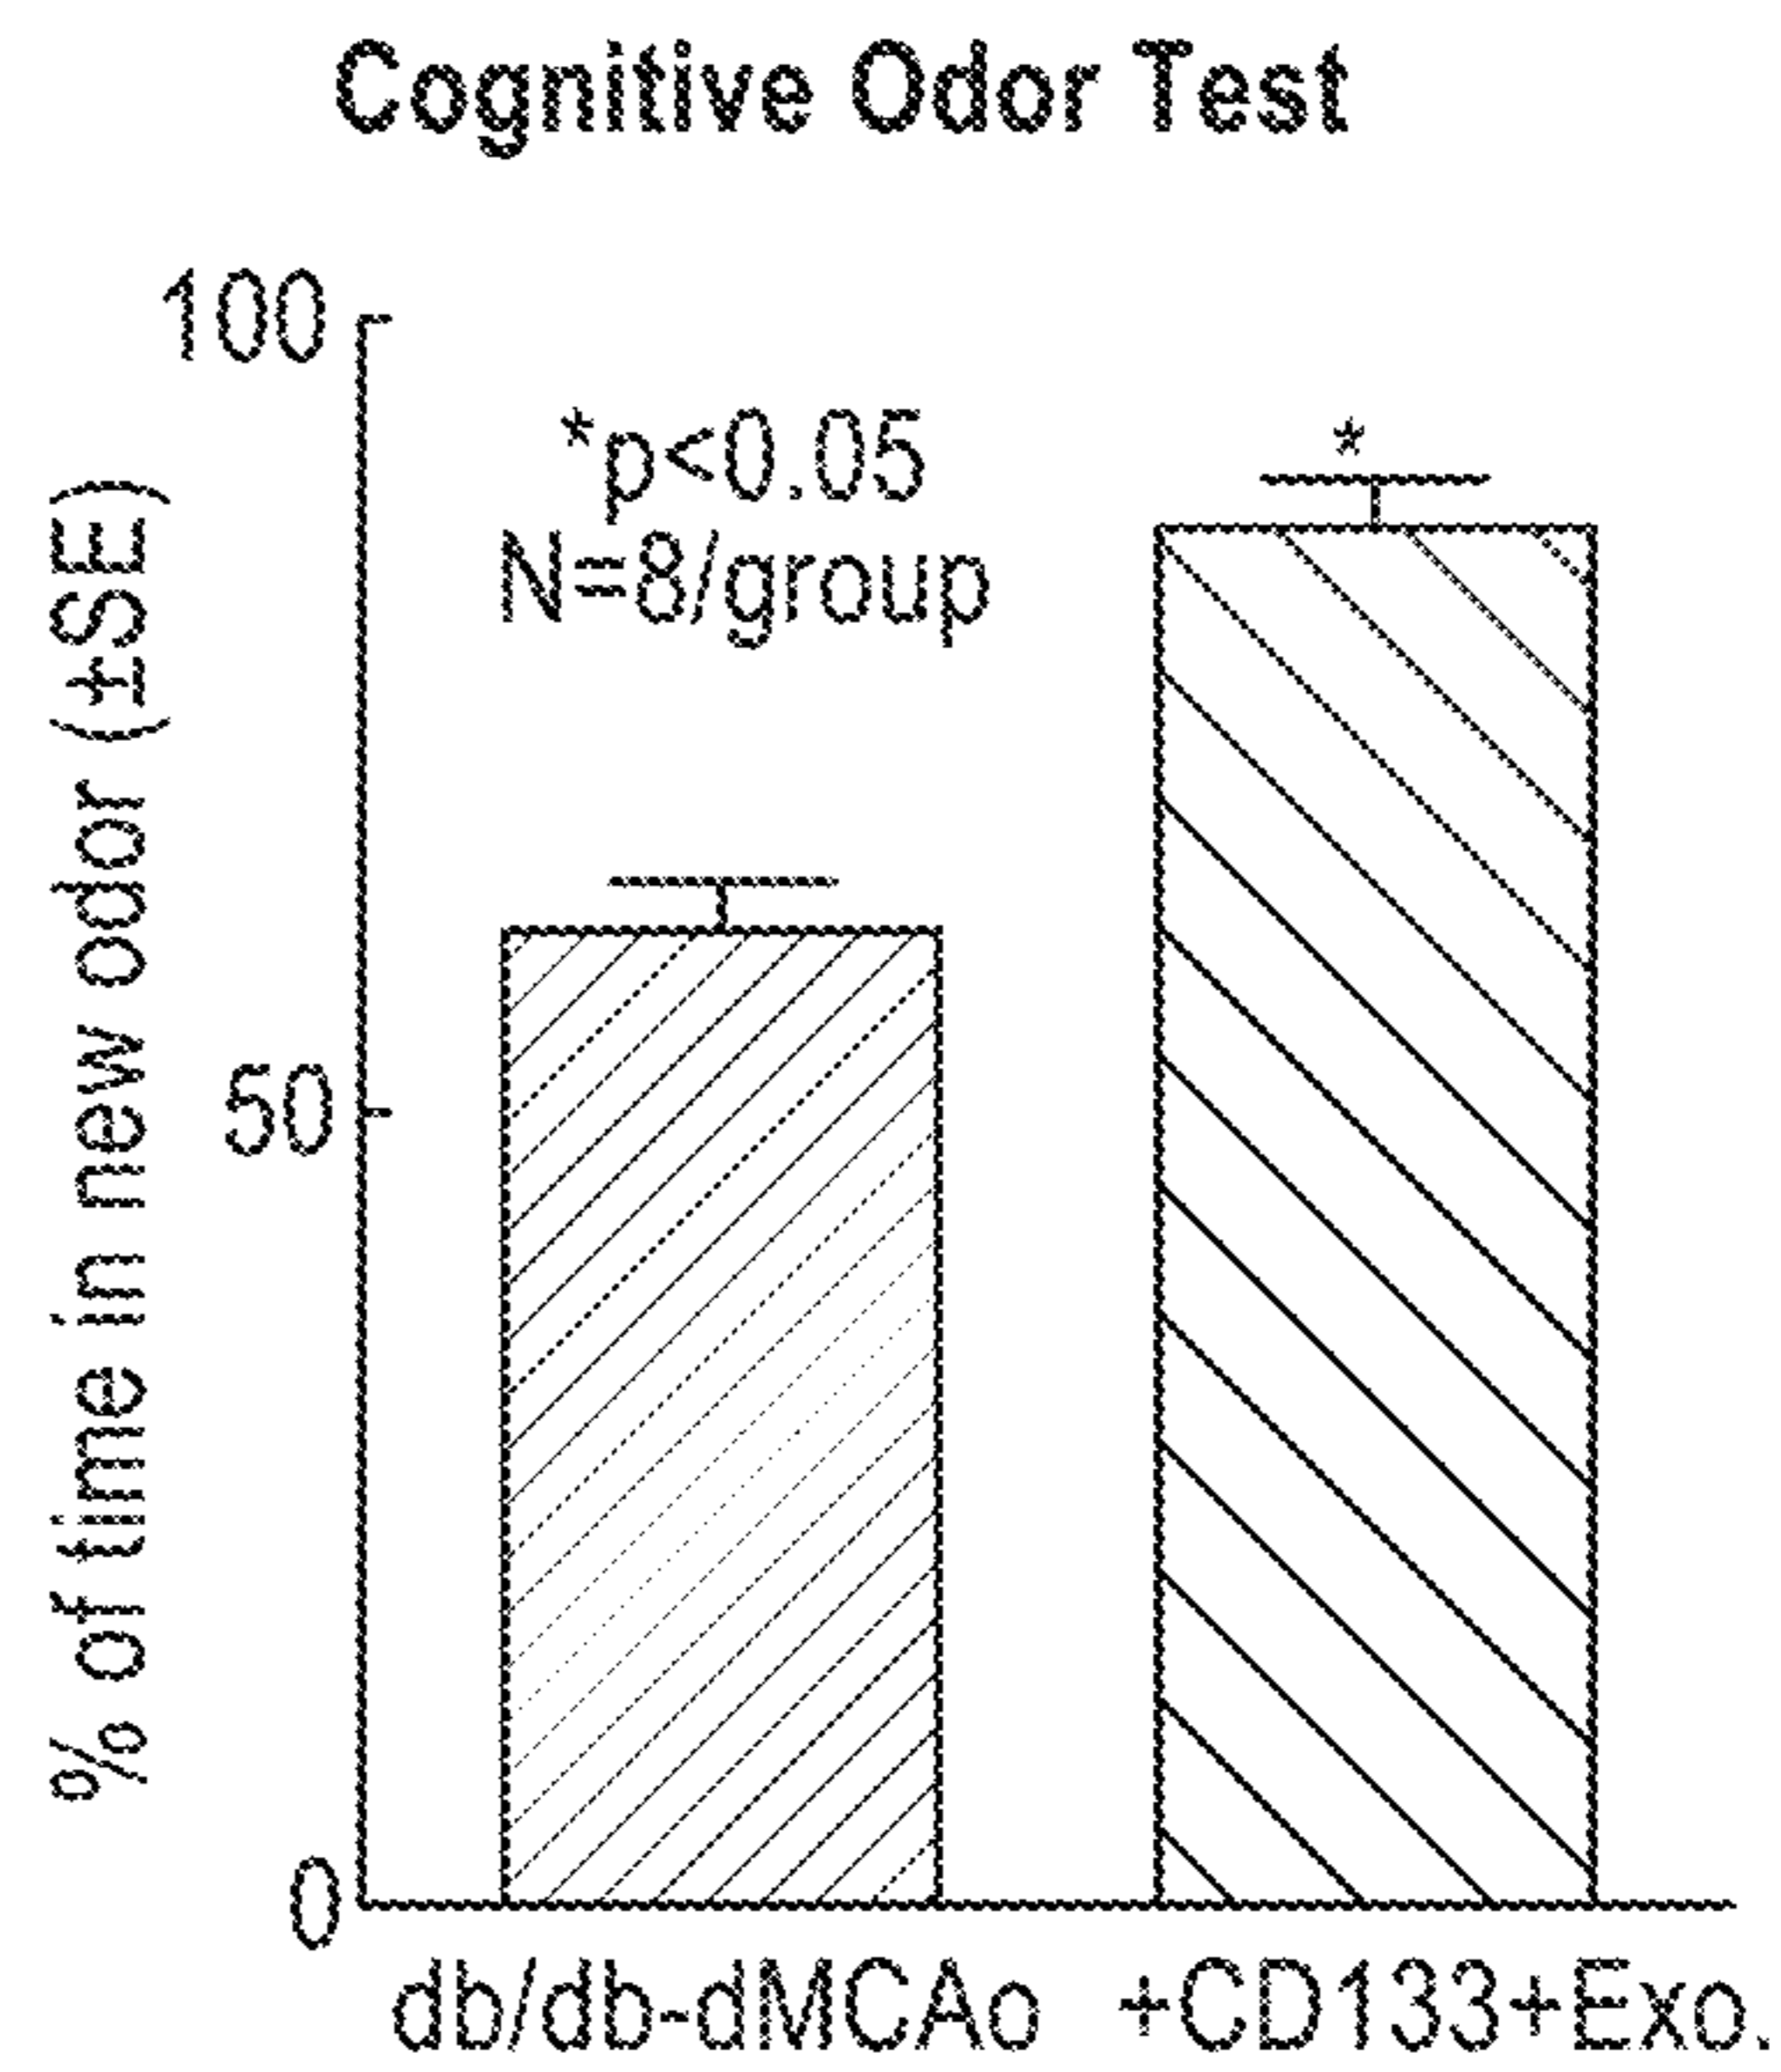 Cognitive Odor Test
% of time in new odor (±SE)
100
50
0
*p<0.05
N=8/group
*
db/db-dMCAo
+CD133+Exo.